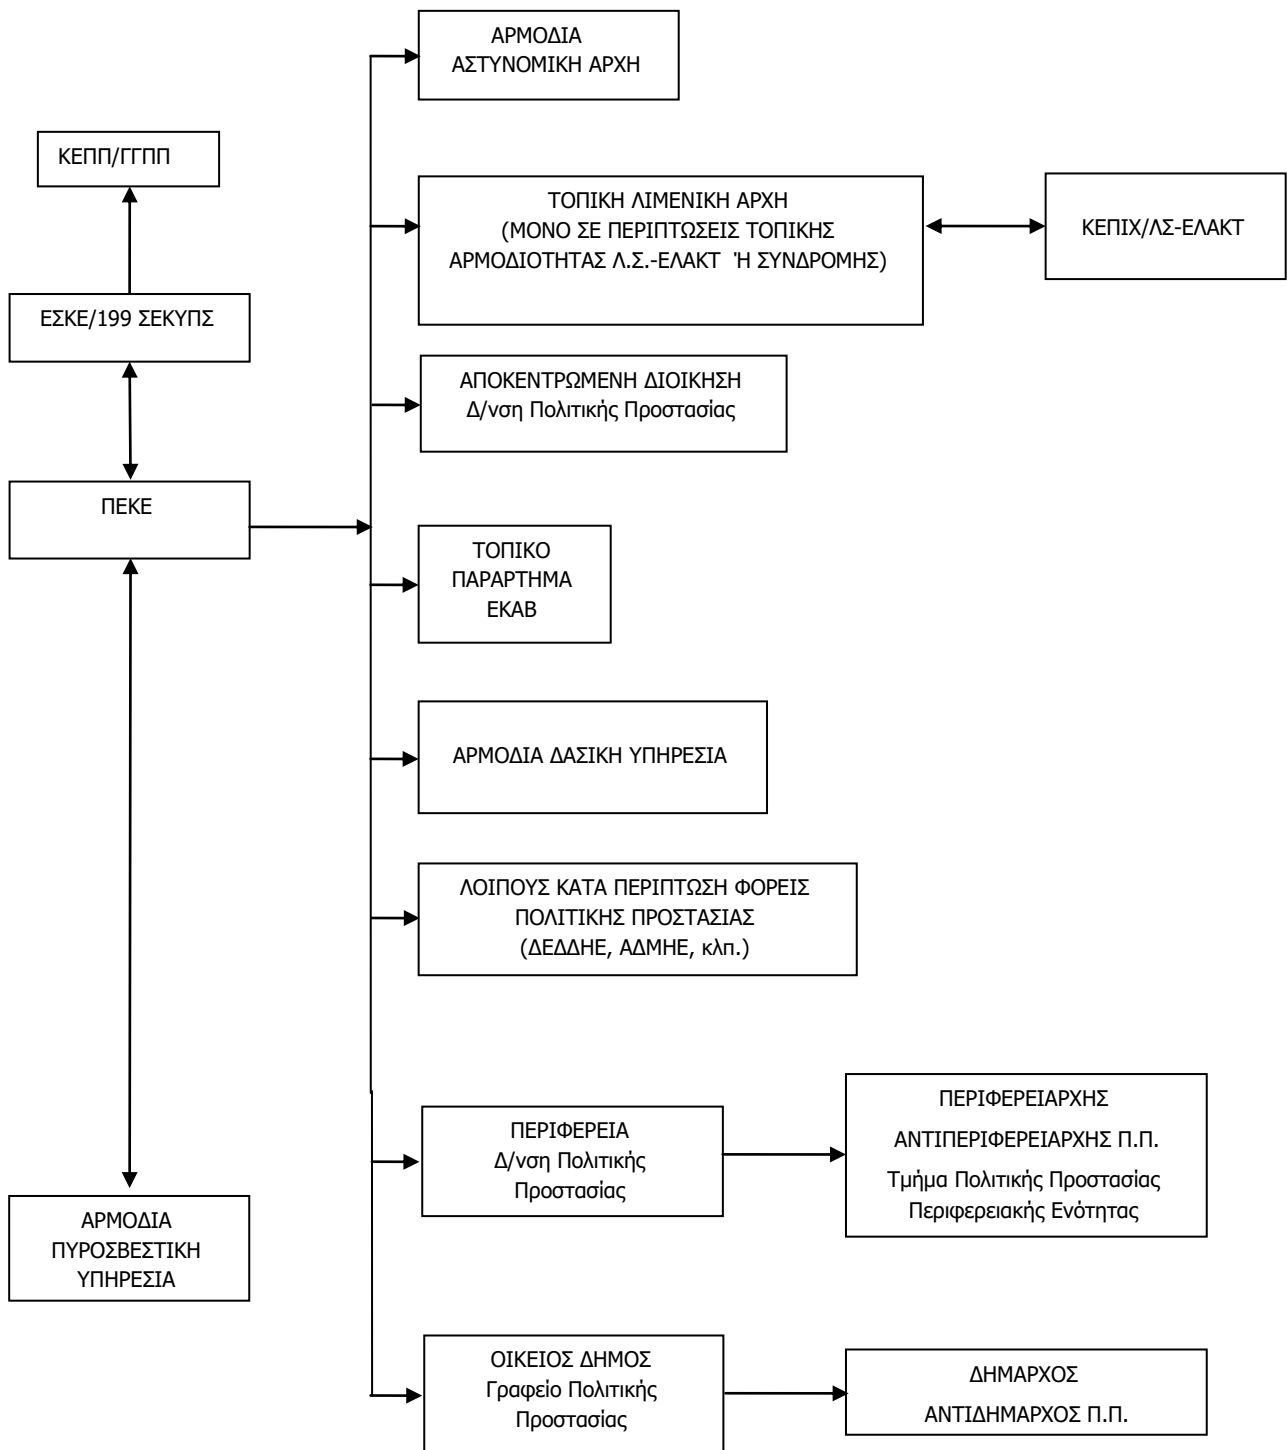 ΑΡΜΟΔΙΑ
ΑΣΤΥΝΟΜΙΚΗ ΑΡΧΗ
ΚΕΠΠ/ΓΓΠΠ
ΤΟΠΙΚΗ ΛΙΜΕΝΙΚΗ ΑΡΧΗ
(ΜΟΝΟ ΣΕ ΠΕΡΙΠΤΩΣΕΙΣ ΤΟΠΙΚΗΣ
ΑΡΜΟΔΙΟΤΗΤΑΣ Λ.Σ.-ΕΛΑΚΤ Ή ΣΥΝΔΡΟΜΗΣ)
ΚΕΠΙΧ/ΛΣ-ΕΛΑΚΤ
ΕΣΚΕ/199 ΣΕΚΥΠΣ
ΑΠΟΚΕΝΤΡΩΜΕΝΗ ΔΙΟΙΚΗΣΗ
Δ/νση Πολιτικής Προστασίας
ΠΕΚΕ
ΤΟΠΙΚΟ
ΠΑΡΑΡΤΗΜΑ
ΕΚΑΒ
ΑΡΜΟΔΙΑ ΔΑΣΙΚΗ ΥΠΗΡΕΣΙΑ
ΛΟΙΠΟΥΣ ΚΑΤΑ ΠΕΡΙΠΤΩΣΗ ΦΟΡΕΙΣ
ΠΟΛΙΤΙΚΗΣ ΠΡΟΣΤΑΣΙΑΣ
(ΔΕΔΔΗΕ, ΑΔΜΗΕ, κλπ.)
ΠΕΡΙΦΕΡΕΙΑ
Δ/νση Πολιτικής
Προστασίας
ΠΕΡΙΦΕΡΕΙΑΡΧΗΣ
ΑΝΤΙΠΕΡΙΦΕΡΕΙΑΡΧΗΣ Π.Π.
Τμήμα Πολιτικής Προστασίας
Περιφερειακής Ενότητας
ΑΡΜΟΔΙΑ
ΠΥΡΟΣΒΕΣΤΙΚΗ
ΥΠΗΡΕΣΙΑ
ΟΙΚΕΙΟΣ ΔΗΜΟΣ
Γραφείο Πολιτικής
Προστασίας
ΔΗΜΑΡΧΟΣ
ΑΝΤΙΔΗΜΑΡΧΟΣ Π.Π.